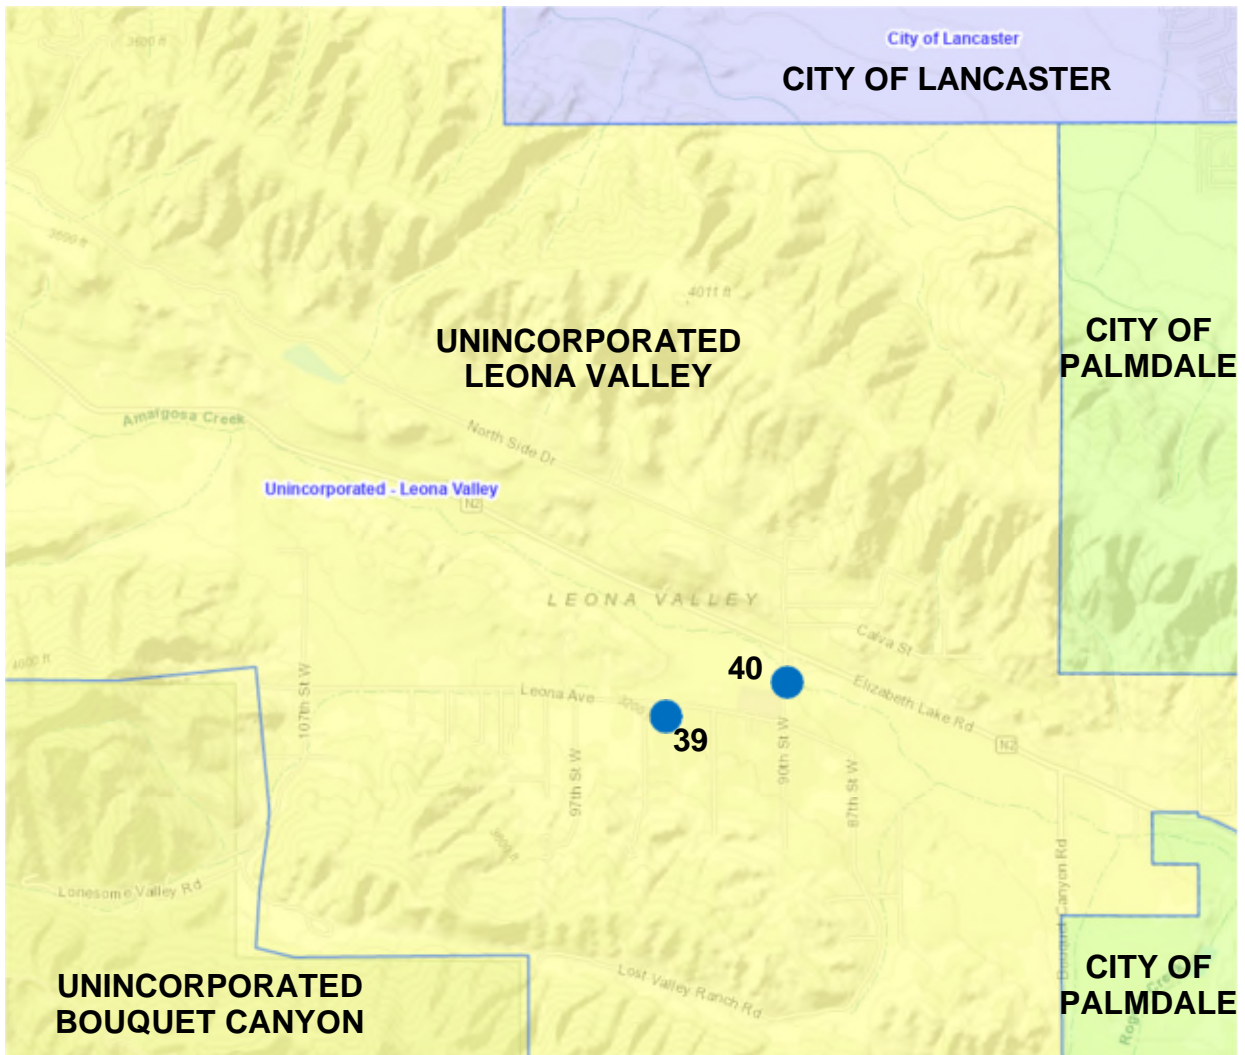 3600 ft
City of Lancaster
CITY OF LANCASTER
3600 ft
4011 ft
UNINCORPORATED
LEONA VALLEY
CITY OF
PALMDALE
Amargosa Creek
North Side Dr
Unincorporated - Leona Valley
N2
LEONA VALLEY
Calva St
4000 ft
40
107th St W
Leona Ave
Elizabeth Lake Rd
39
N2
90th St W
97th St W
87th St W
3600 ft
Lonesome Valley Rd
Bouquet Canyon Rd
Lost Valley Ranch Rd
UNINCORPORATED
BOUQUET CANYON
CITY OF
PALMDALE